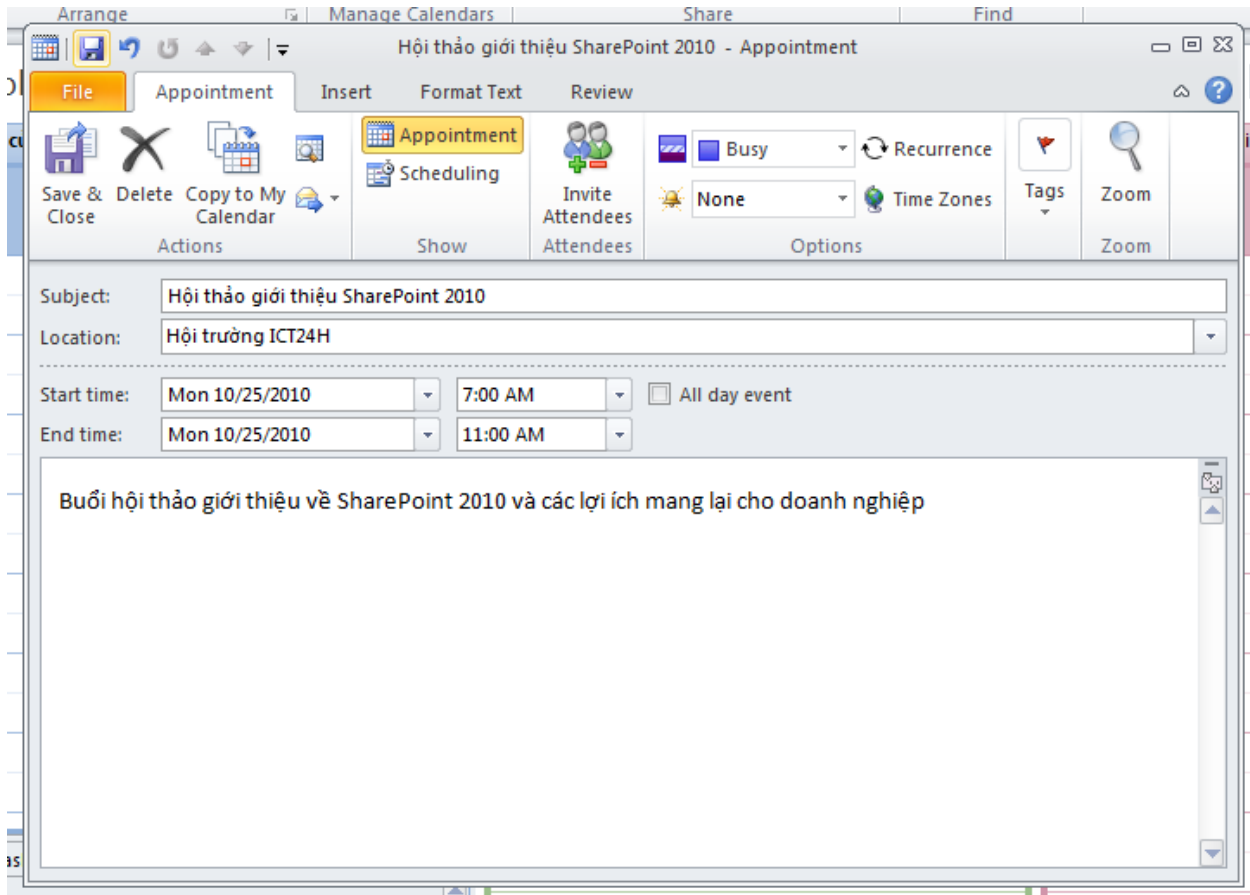 Arrange Manage Calendars Share Find
Hội thảo giới thiệu SharePoint 2010 - Appointment
File Appointment Insert Format Text Review
Save & Close Delete Copy to My Calendar
Appointment
Scheduling
Invite Attendees
Busy Recurrence
None Time Zones
Tags Zoom
Actions Show Attendees Options Zoom
Subject: Hội thảo giới thiệu SharePoint 2010
Location: Hội trường ICT24H
Start time: Mon 10/25/2010 7:00 AM All day event
End time: Mon 10/25/2010 11:00 AM
Buổi hội thảo giới thiệu về SharePoint 2010 và các lợi ích mang lại cho doanh nghiệp